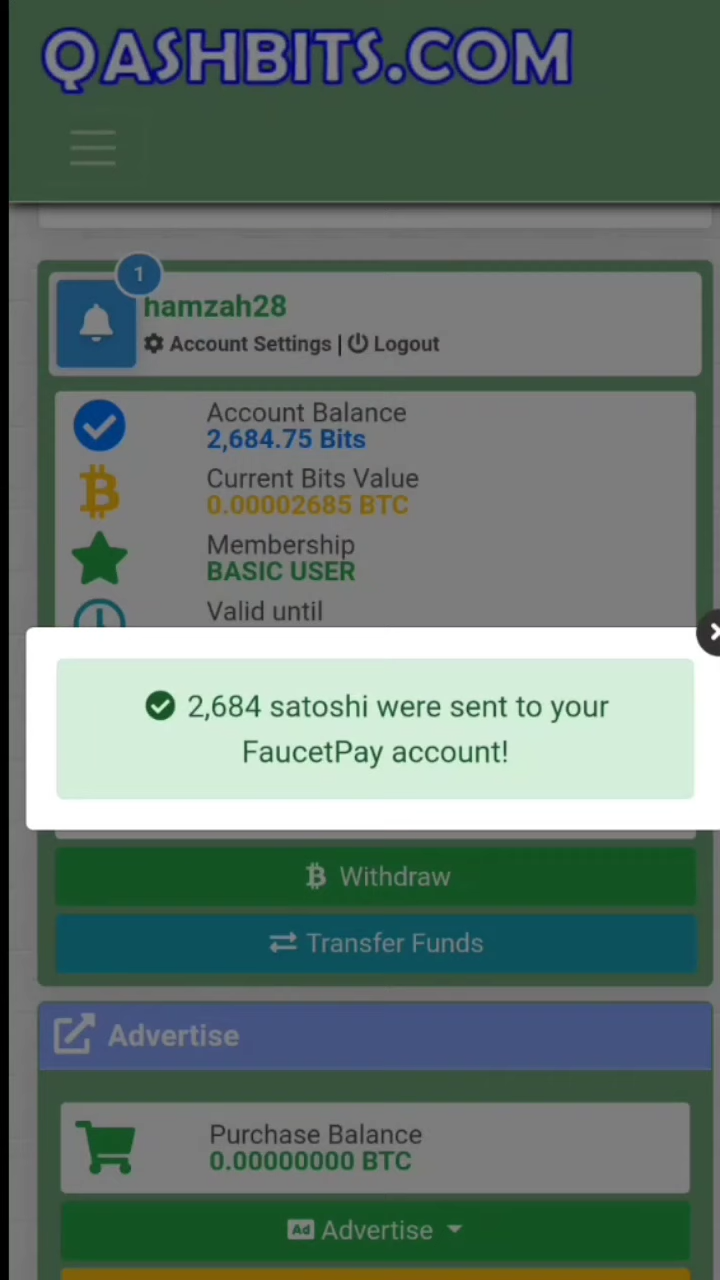 QASHBITS.COM
1
hamzah28
Account Settings | Logout
Account Balance
2,684.75 Bits
Current Bits Value
0.00002685 BTC
Membership
BASIC USER
Valid until
2,684 satoshi were sent to your
FaucetPay account!
Withdraw
Transfer Funds
Advertise
Purchase Balance
0.00000000 BTC
Ad Advertise